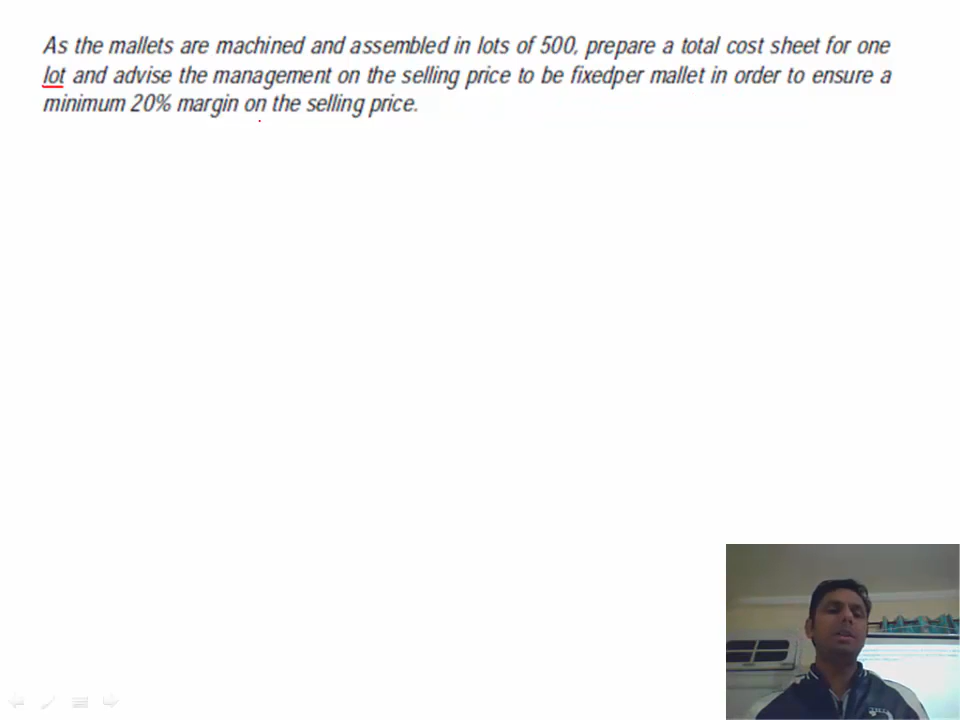 As the mallets are machined and assembled in lots of 500, prepare a total cost sheet for one
lot and advise the management on the selling price to be fixedper mallet in order to ensure a
minimum 20% margin on the selling price.